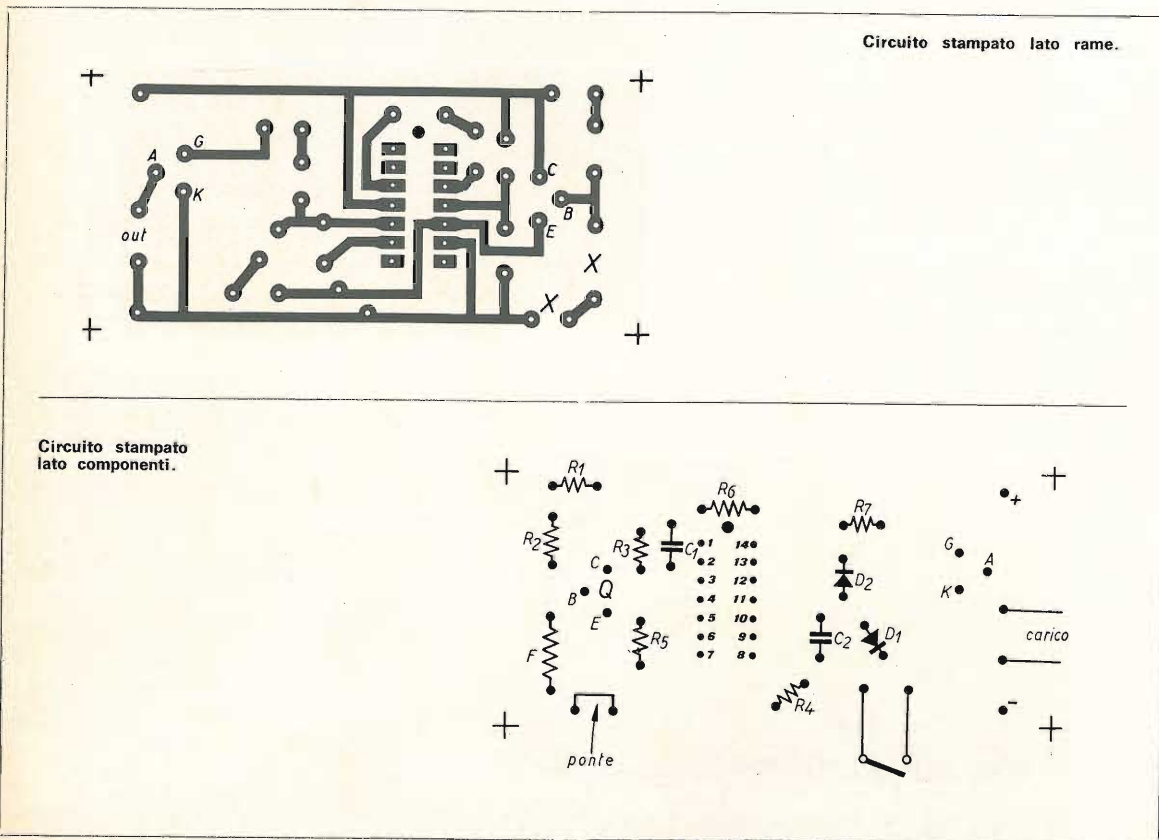 Circuito stampato lato rame.
G
A
K
out
C
B
E
X
X
Circuito stampato
lato componenti.
R1
R6
R7
+
R2
R3
C1
1 14
2 13
3 12
4 11
5 10
6 9
7 8
C
Q
B
E
G
A
K
D2
F
R5
C2
D1
carico
R4
-
ponte